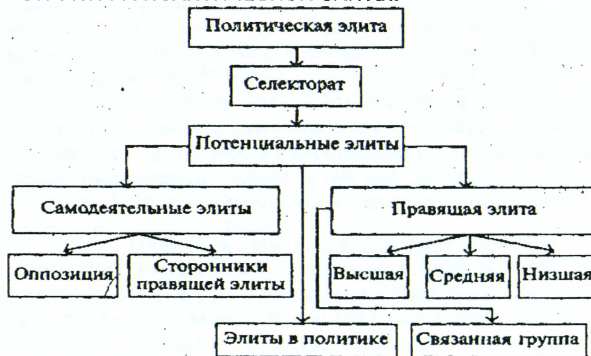 Политическая элита
Селекторат
Потенциальные элиты
Самодеятельные элиты
Правящая элита
Оппозиция
Сторонники
правящей элиты
Высшая
Средняя
Низшая
Элиты в политике
Связанная группа